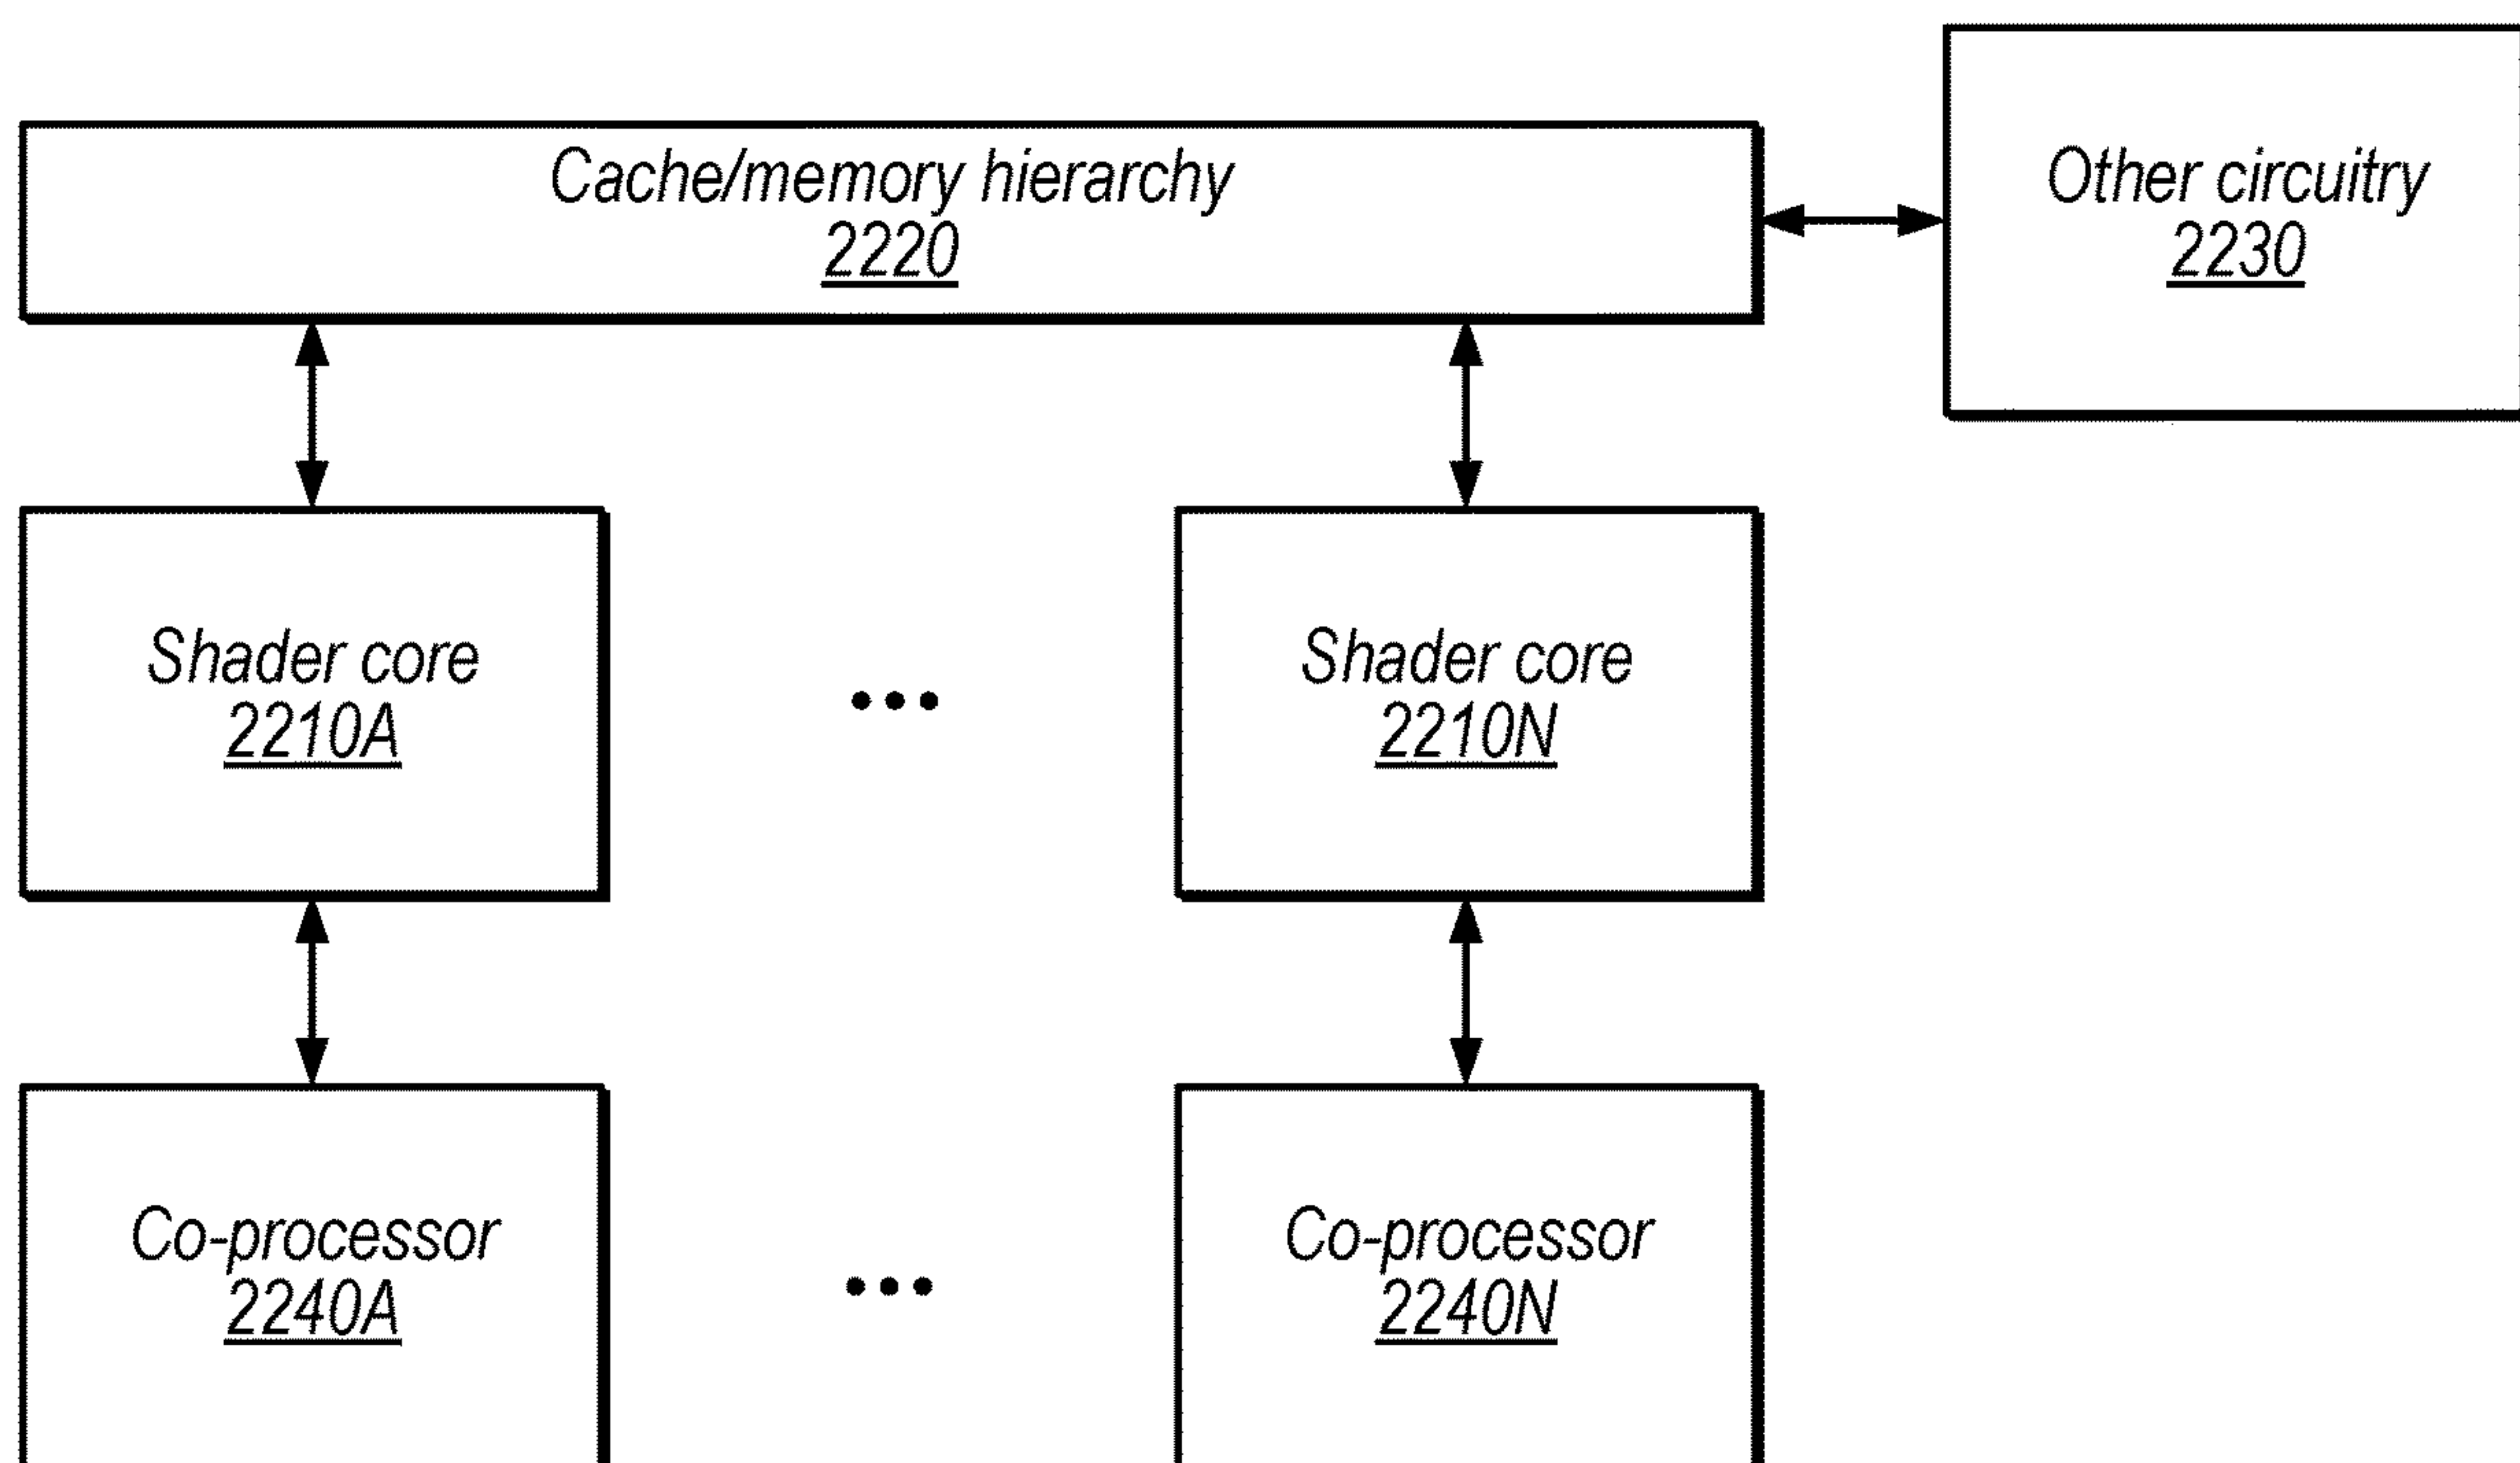 Cache/memory hierarchy
2220
Other circuitry
2230
Shader core
2210A
Shader core
2210N
Co-processor
2240A
Co-processor
2240N